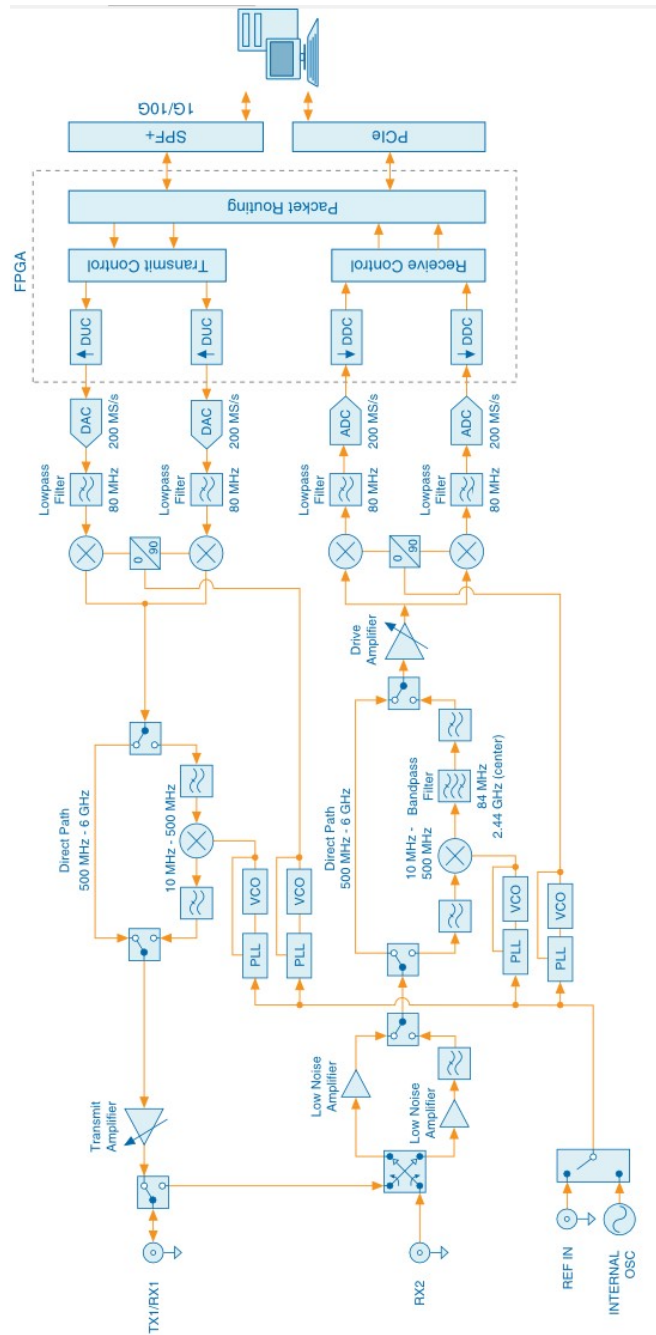 FPGA
Transmit Control
Packet Routing
SPF+
1G/10G
DUC
DAC
200 MS/s
Lowpass
Filter
80 MHz
DUC
DAC
200 MS/s
80 MHz
0
90
Direct Path
500 MHz - 6 GHz
10 MHz - 500 MHz
PLL
VCO
PLL
VCO
Transmit
Amplifier
TX1/RX1
Receive Control
PCIe
DDC
ADC
200 MS/s
Lowpass
Filter
80 MHz
DDC
ADC
200 MS/s
Lowpass
Filter
80 MHz
0
90
Drive
Amplifier
Direct Path
500 MHz - 6 GHz
10 MHz -
500 MHz
Bandpass
Filter
84 MHz
2.44 GHz (center)
PLL
VCO
PLL
VCO
Low Noise
Amplifier
Low Noise
Amplifier
RX2
REF IN
INTERNAL
OSC